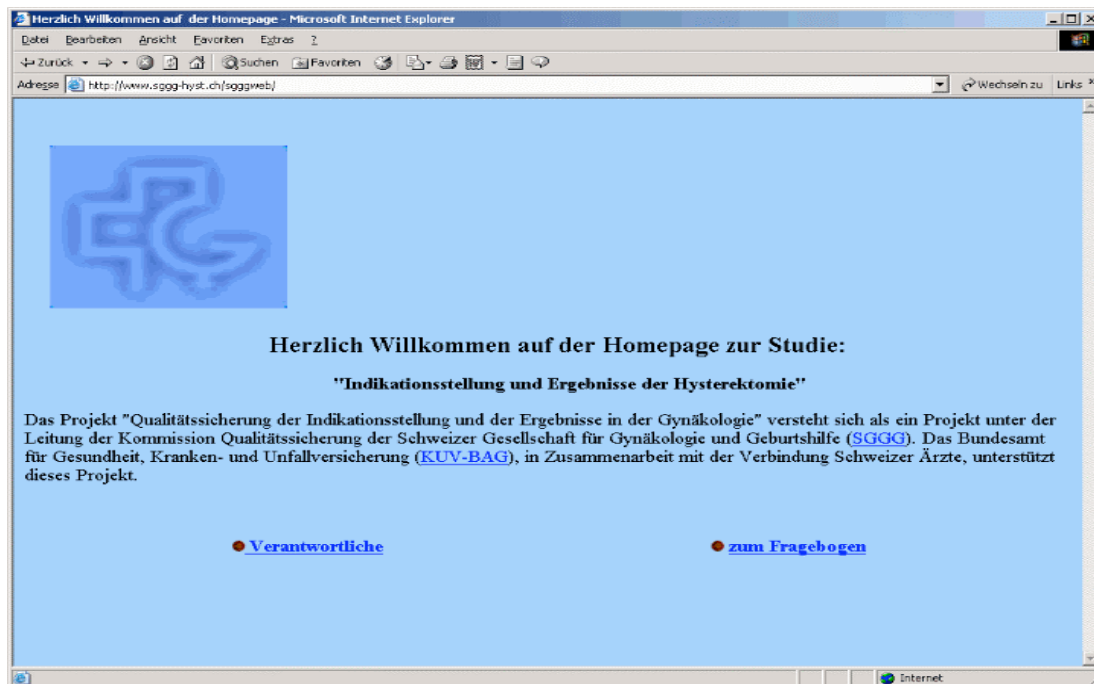 Herzlich Willkommen auf der Homepage - Microsoft Internet Explorer
Datei Bearbeiten Ansicht Favoriten Extras ?
Zurück Suchen Favoriten
Adresse http://www.sggg-hyst.ch/sgggweb/ Wechseln zu Links »
Herzlich Willkommen auf der Homepage zur Studie:
"Indikationsstellung und Ergebnisse der Hysterektomie"
Das Projekt "Qualitätssicherung der Indikationsstellung und der Ergebnisse in der Gynäkologie" versteht sich als ein Projekt unter der
Leitung der Kommission Qualitätssicherung der Schweizer Gesellschaft für Gynäkologie und Geburtshilfe (SGGG). Das Bundesamt
für Gesundheit, Kranken- und Unfallversicherung (KUV-BAG), in Zusammenarbeit mit der Verbindung Schweizer Ärzte, unterstützt
dieses Projekt.
Verantwortliche zum Fragebogen
Internet